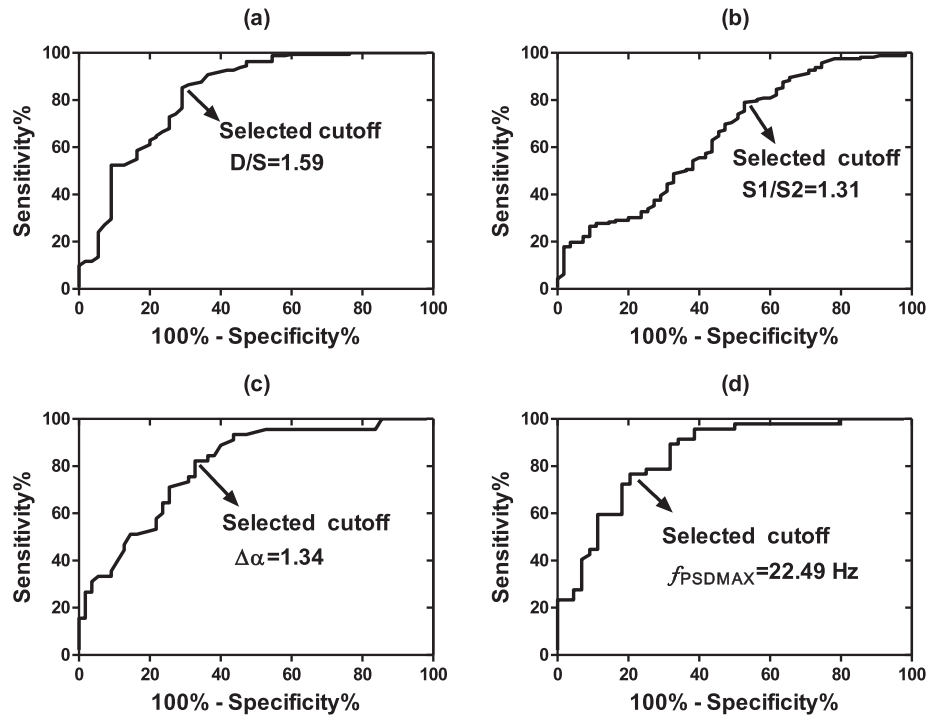 (a)
100
80
60
40
20
0
Sensitivity%
Selected cutoff
D/S=1.59
0 20 40 60 80 100
100% - Specificity%
(b)
100
80
60
40
20
0
Sensitivity%
Selected cutoff
S1/S2=1.31
0 20 40 60 80 100
100% - Specificity%
(c)
100
80
60
40
20
0
Sensitivity%
Selected cutoff
Δα=1.34
0 20 40 60 80 100
100% - Specificity%
(d)
100
80
60
40
20
0
Sensitivity%
Selected cutoff
fPSDMAX=22.49 Hz
0 20 40 60 80 100
100% - Specificity%